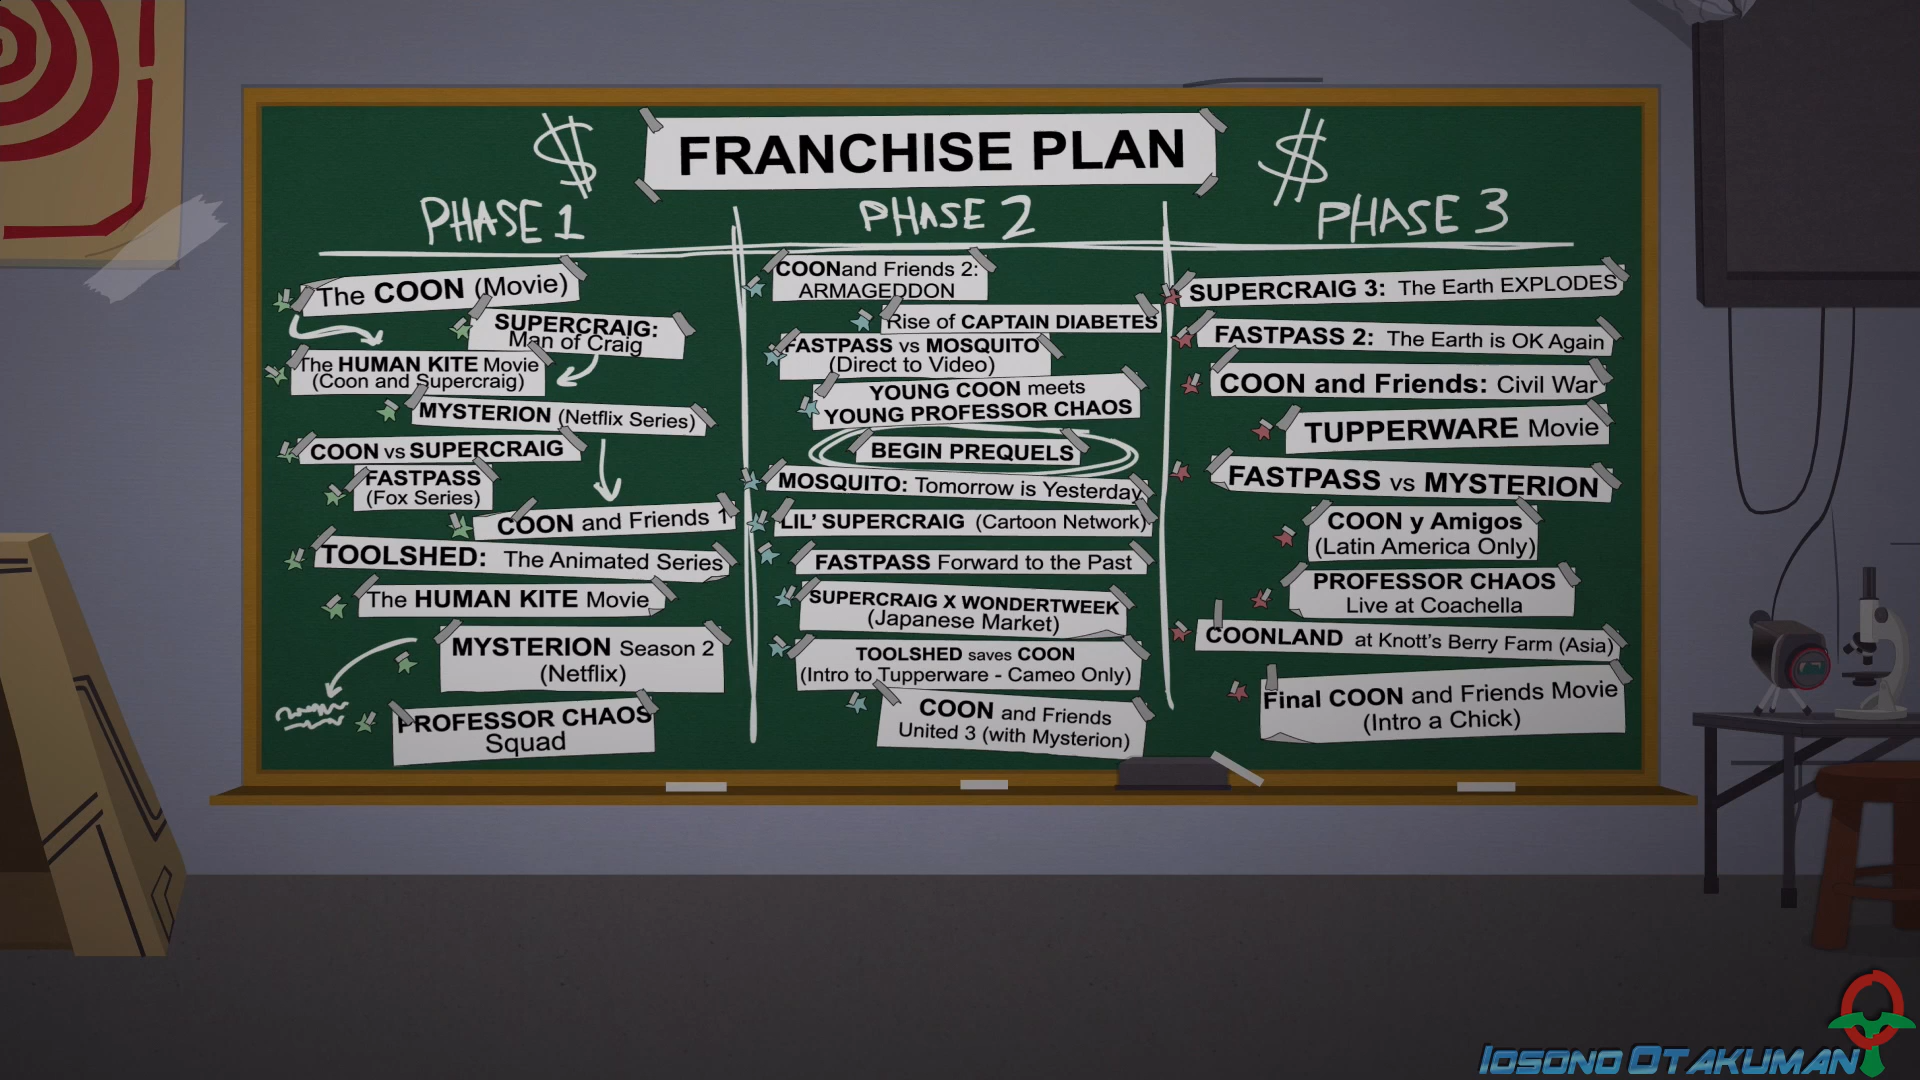 $ FRANCHISE PLAN $
PHASE 1
The COON (Movie)
SUPERCRAIG:
Man of Craig
The HUMAN KITE Movie
(Coon and Supercraig)
MYSTERION (Netflix Series)
COON vs SUPERCRAIG
FASTPASS
(Fox Series)
COON and Friends 1
TOOLSHED: The Animated Series
The HUMAN KITE Movie
MYSTERION Season 2
(Netflix)
PROFESSOR CHAOS
Squad
PHASE 2
COONand Friends 2:
ARMAGEDDON
Rise of CAPTAIN DIABETES
FASTPASS vs MOSQUITO
(Direct to Video)
YOUNG COON meets
YOUNG PROFESSOR CHAOS
BEGIN PREQUELS
MOSQUITO: Tomorrow is Yesterday
LIL' SUPERCRAIG (Cartoon Network)
FASTPASS Forward to the Past
SUPERCRAIG X WONDERTWEEK
(Japanese Market)
TOOLSHED saves COON
(Intro to Tupperware - Cameo Only)
COON and Friends
United 3 (with Mysterion)
PHASE 3
SUPERCRAIG 3: The Earth EXPLODES
FASTPASS 2: The Earth is OK Again
COON and Friends: Civil War
TUPPERWARE Movie
FASTPASS vs MYSTERION
COON y Amigos
(Latin America Only)
PROFESSOR CHAOS
Live at Coachella
COONLAND at Knott's Berry Farm (Asia)
Final COON and Friends Movie
(Intro a Chick)
IOSONO OTAKUMAN